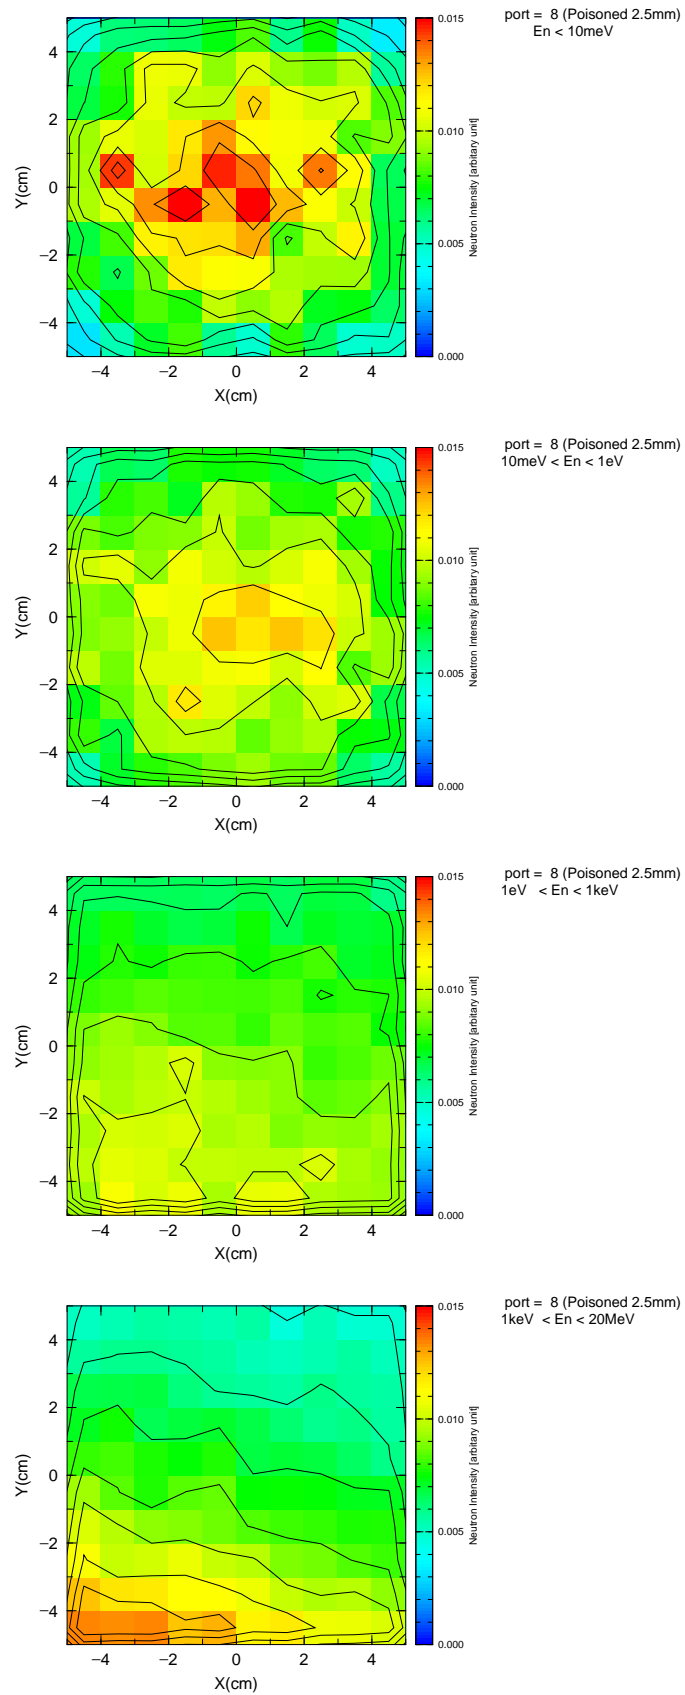 port = 8 (Poisoned 2.5mm)
En < 10meV
4
2
0
−2
−4
Y(cm)
−4 −2 0 2 4
X(cm)
0.015
0.010
0.005
0.000
Neutron Intensity [arbitary unit]
port = 8 (Poisoned 2.5mm)
10meV < En < 1eV
4
2
0
−2
−4
Y(cm)
−4 −2 0 2 4
X(cm)
0.015
0.010
0.005
0.000
Neutron Intensity [arbitary unit]
port = 8 (Poisoned 2.5mm)
1eV < En < 1keV
4
2
0
−2
−4
Y(cm)
−4 −2 0 2 4
X(cm)
0.015
0.010
0.005
0.000
Neutron Intensity [arbitary unit]
port = 8 (Poisoned 2.5mm)
1keV < En < 20MeV
4
2
0
−2
−4
Y(cm)
−4 −2 0 2 4
X(cm)
0.015
0.010
0.005
0.000
Neutron Intensity [arbitary unit]